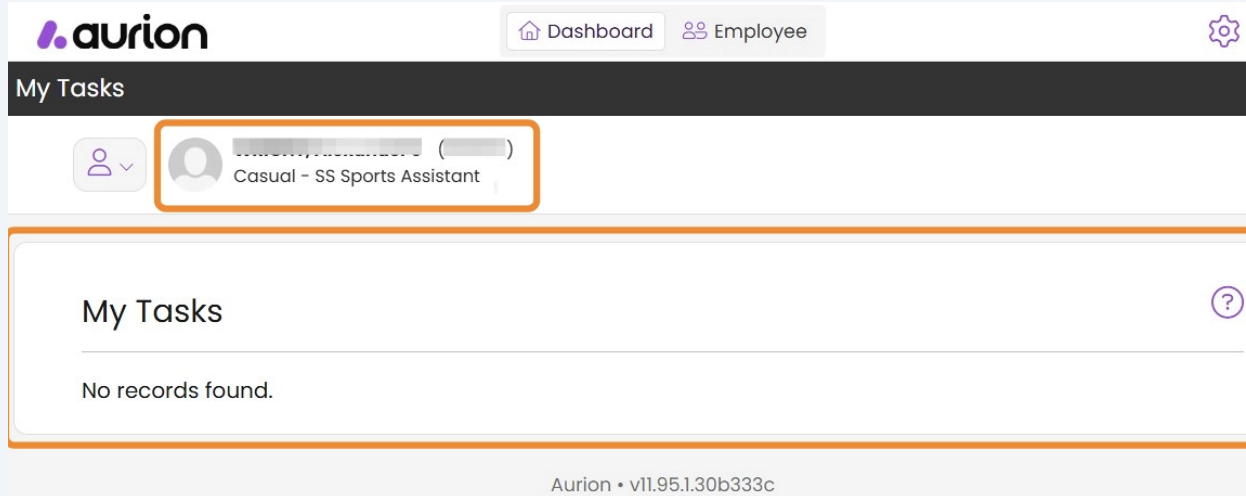 aurion
Dashboard Employee
My Tasks
( )
Casual - SS Sports Assistant
My Tasks
No records found.
Aurion • v11.95.1.30b333c